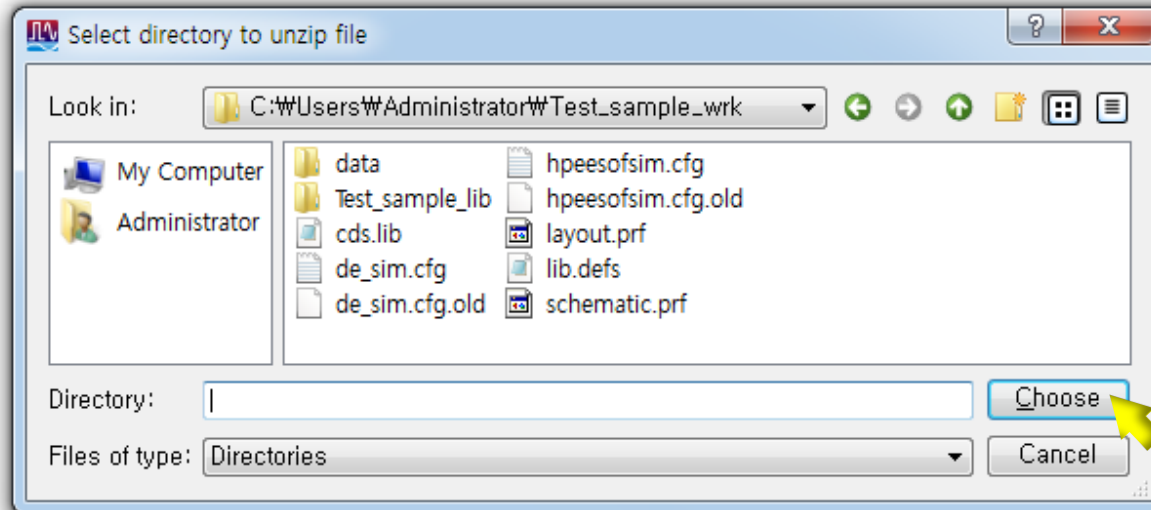 Select directory to unzip file
?
X
Look in:
C:₩Users₩Administrator₩Test_sample_wrk
My Computer
Administrator
data
Test_sample_lib
cds.lib
de_sim.cfg
de_sim.cfg.old
hpeesofsim.cfg
hpeesofsim.cfg.old
layout.prf
lib.defs
schematic.prf
Directory:
Choose
Files of type:
Directories
Cancel